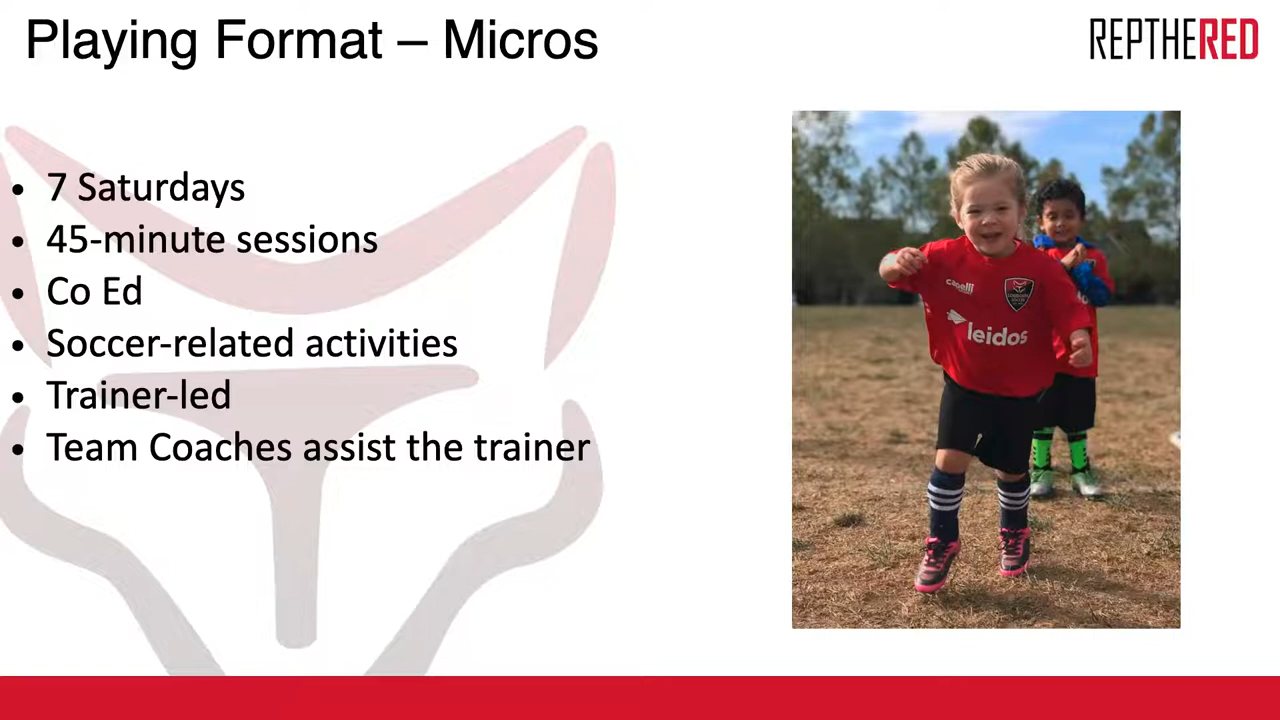 Playing Format – Micros
REPTHERED
• 7 Saturdays
• 45-minute sessions
• Co Ed
• Soccer-related activities
• Trainer-led
• Team Coaches assist the trainer
capelli
leidos